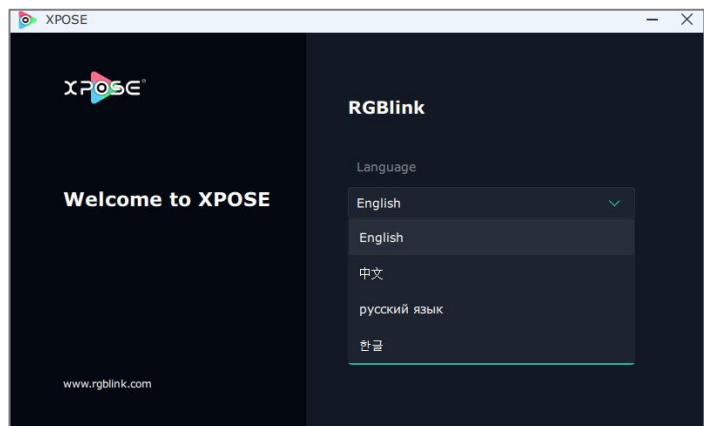 XPOSE
XPOSE®
Welcome to XPOSE
www.rgblink.com
RGBlink
Language
English
English
中文
русский язык
한글